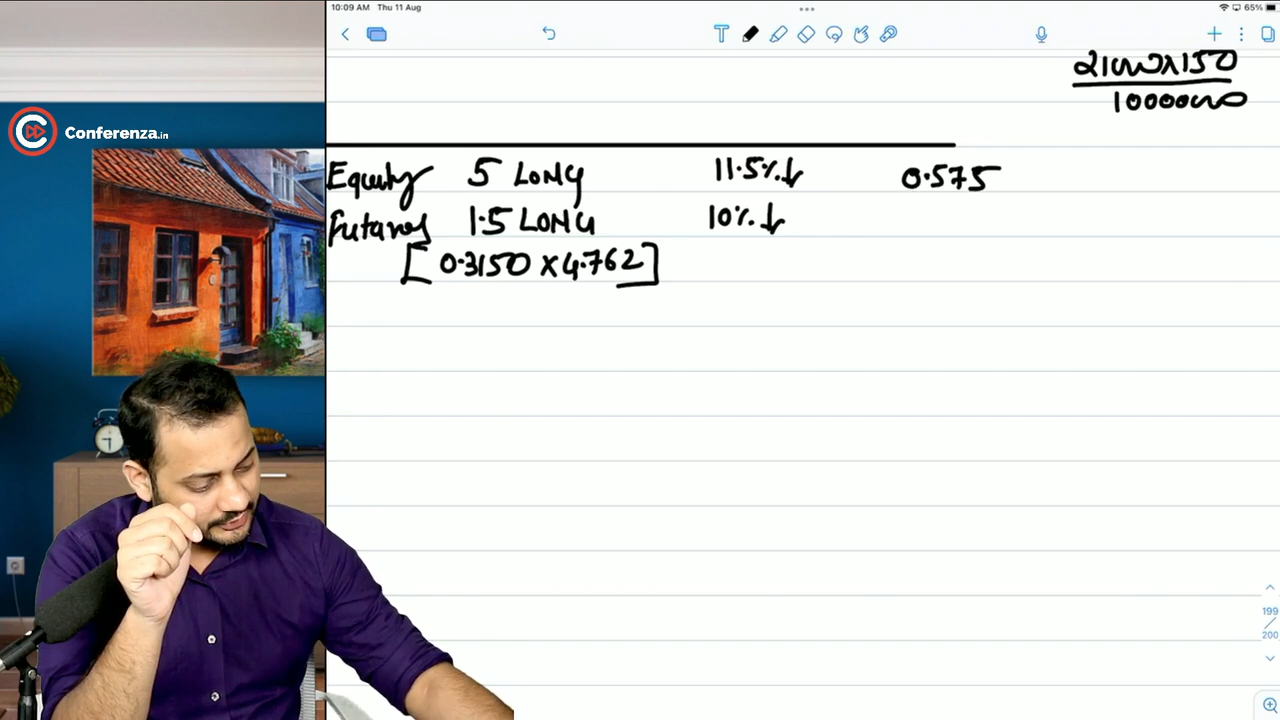 10:09 AM Thu 11 Aug
65%
21000x150
10000000
Conferenza.in
Equity 5 LONG 11.5%↓ 0.575
Futures 1.5 LONG 10%↓
[0.3150 x 4.762]
199
200